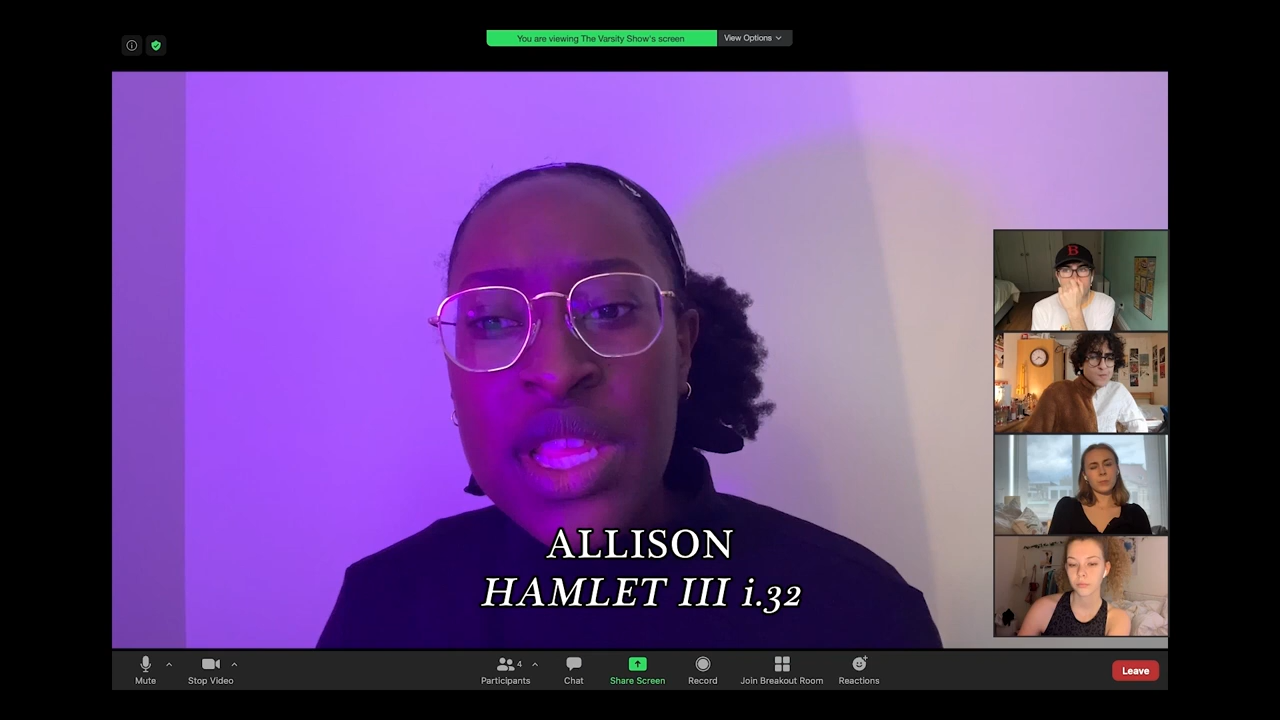 You are viewing The Varsity Show's screen
View Options
B
ALLISON
HAMLET III i.32
Mute
Stop Video
Participants
4
Chat
Share Screen
Record
Join Breakout Room
Reactions
Leave